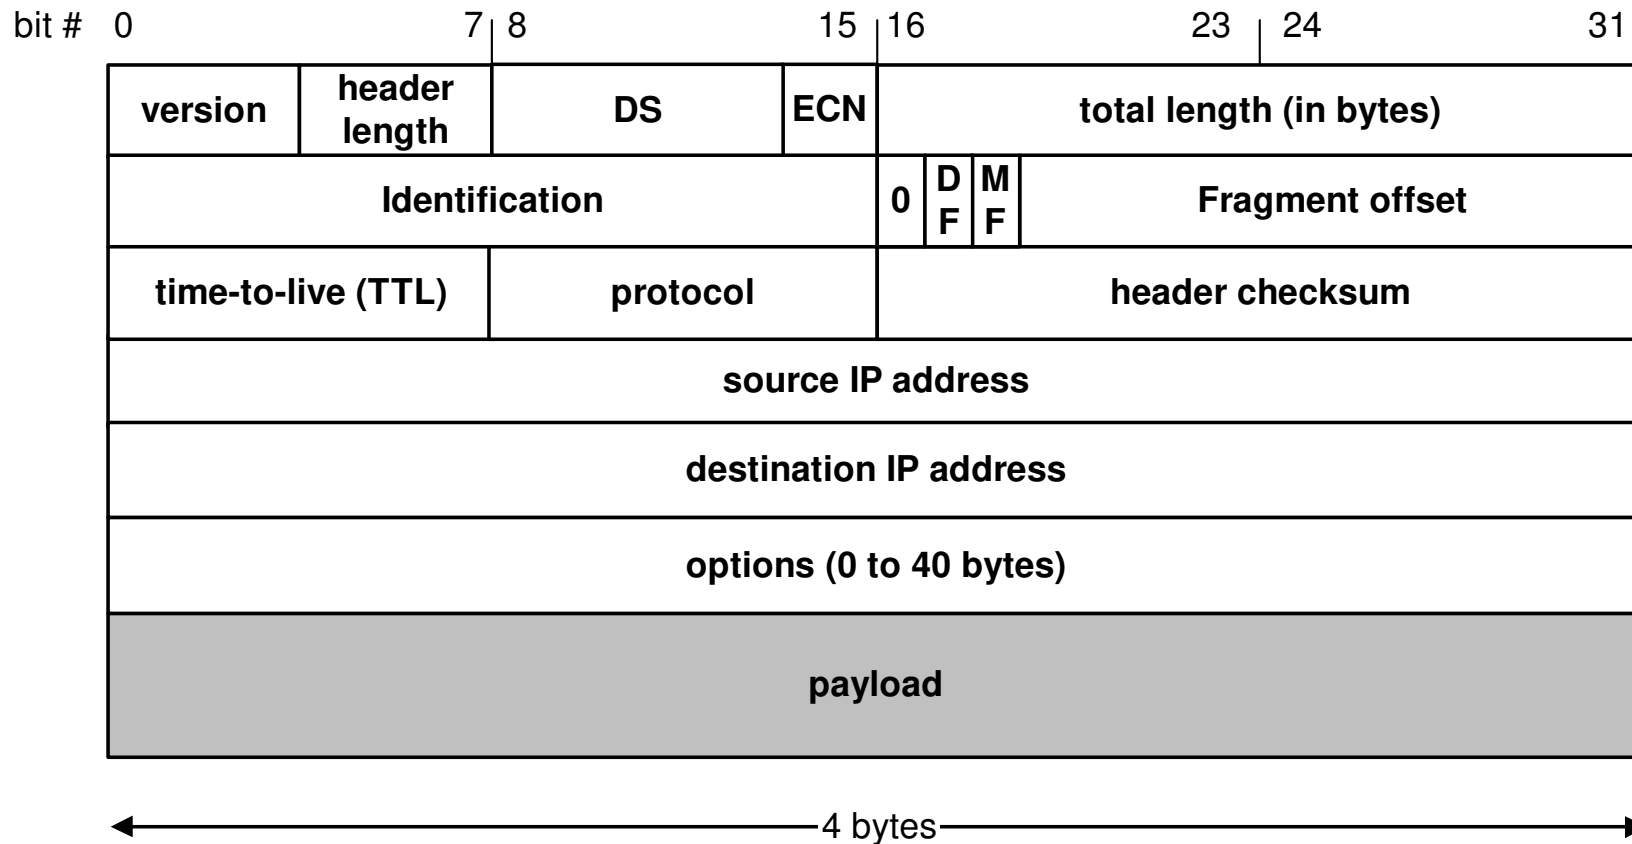 bit # 0 7 8 15 16 23 24 31
version header length DS ECN total length (in bytes)
Identification 0 DF MF Fragment offset
time-to-live (TTL) protocol header checksum
source IP address
destination IP address
options (0 to 40 bytes)
payload
4 bytes